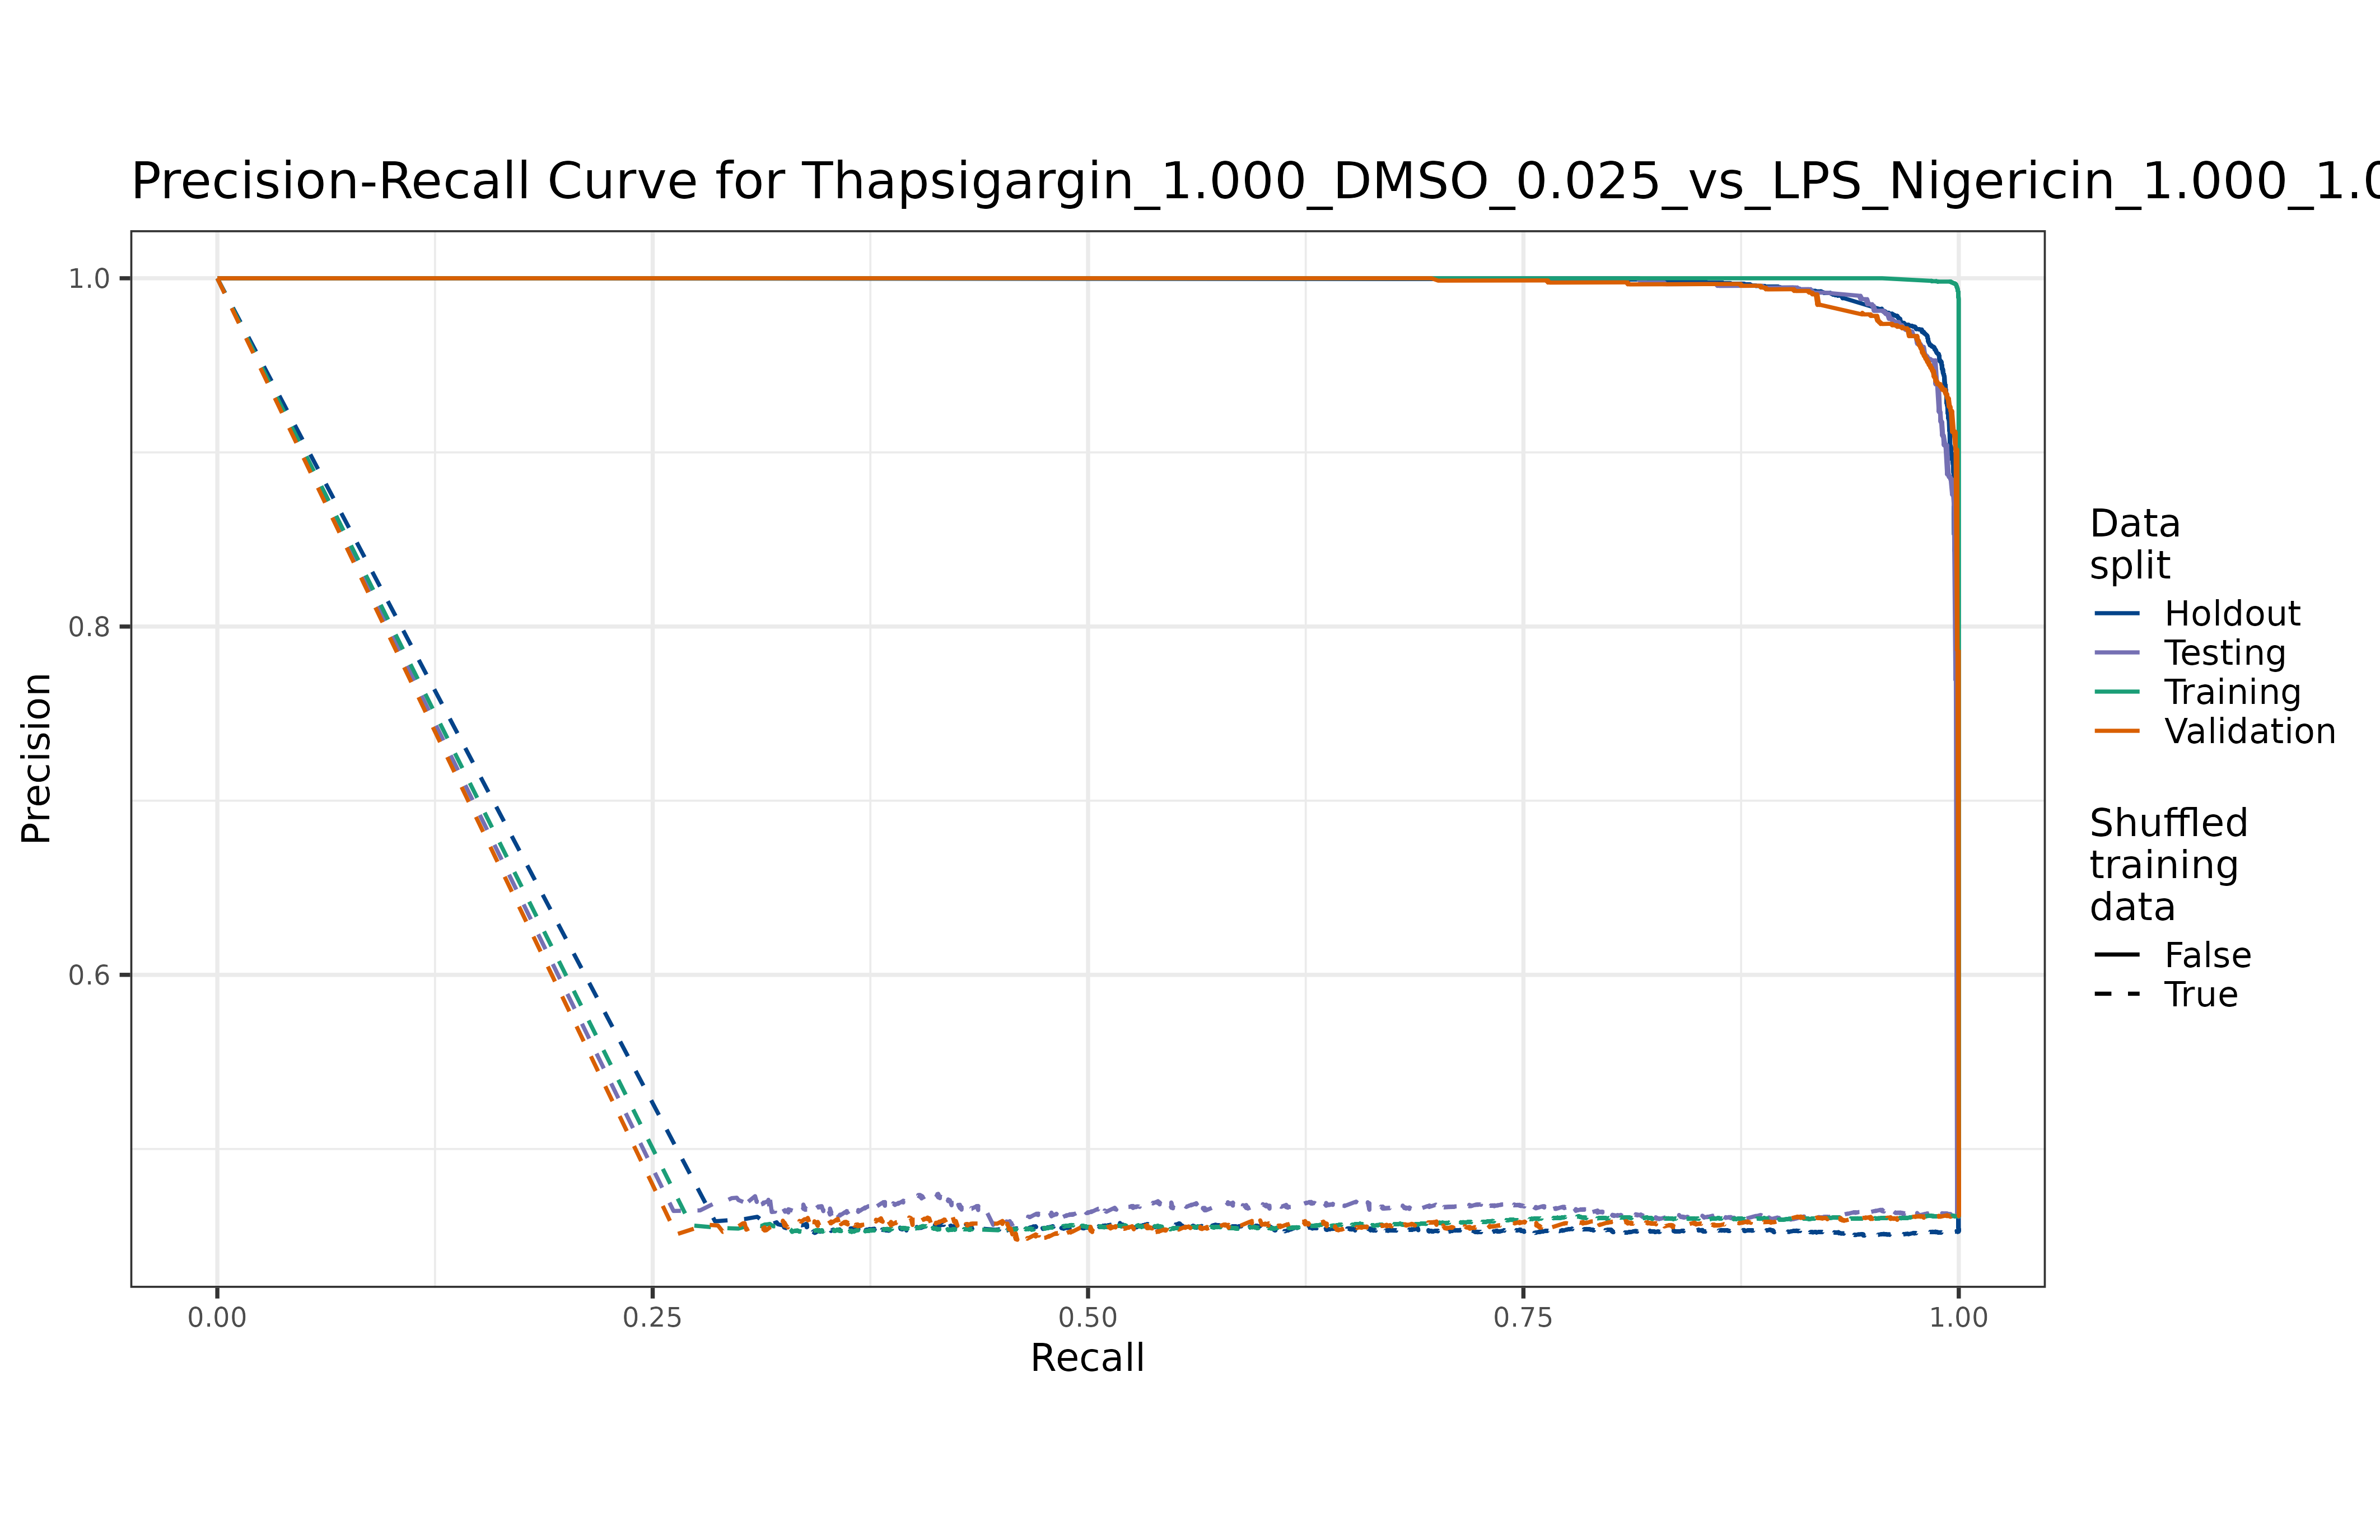 Precision-Recall Curve for Thapsigargin_1.000_DMSO_0.025_vs_LPS_Nigericin_1.000_1.0
1.0
0.8
0.6
Precision
0.00
0.25
0.50
0.75
1.00
Recall
Data
split
Holdout
Testing
Training
Validation
Shuffled
training
data
False
True